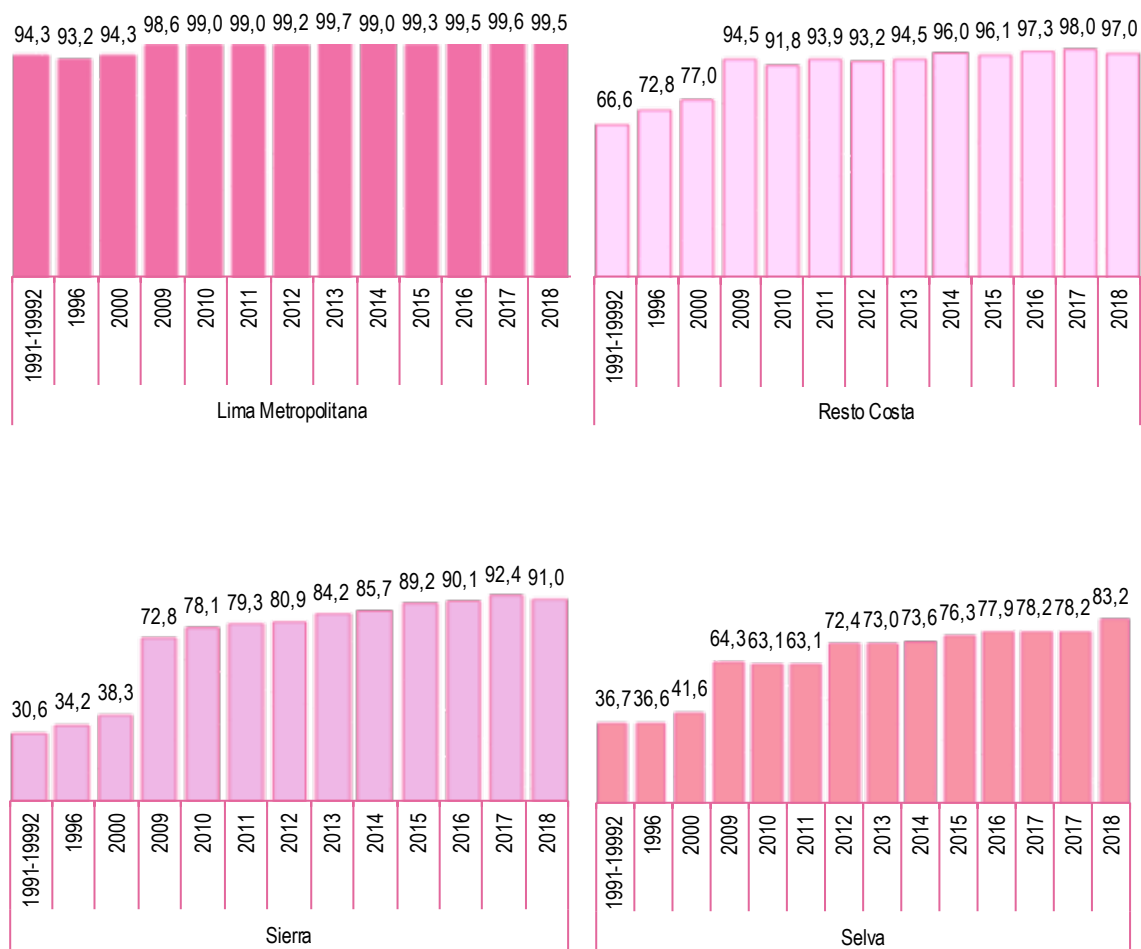 94,3 93,2 94,3 98,6 99,0 99,0 99,2 99,7 99,0 99,3 99,5 99,6 99,5
1991-19992 1996 2000 2009 2010 2011 2012 2013 2014 2015 2016 2017 2018
Lima Metropolitana
66,6 72,8 77,0 94,5 91,8 93,9 93,2 94,5 96,0 96,1 97,3 98,0 97,0
1991-19992 1996 2000 2009 2010 2011 2012 2013 2014 2015 2016 2017 2018
Resto Costa
30,6 34,2 38,3 72,8 78,1 79,3 80,9 84,2 85,7 89,2 90,1 92,4 91,0
1991-19992 1996 2000 2009 2010 2011 2012 2013 2014 2015 2016 2017 2018
Sierra
36,7 36,6 41,6 64,3 63,1 63,1 72,4 73,0 73,6 76,3 77,9 78,2 78,2 83,2
1991-19992 1996 2000 2009 2010 2011 2012 2013 2014 2015 2016 2017 2017 2018
Selva